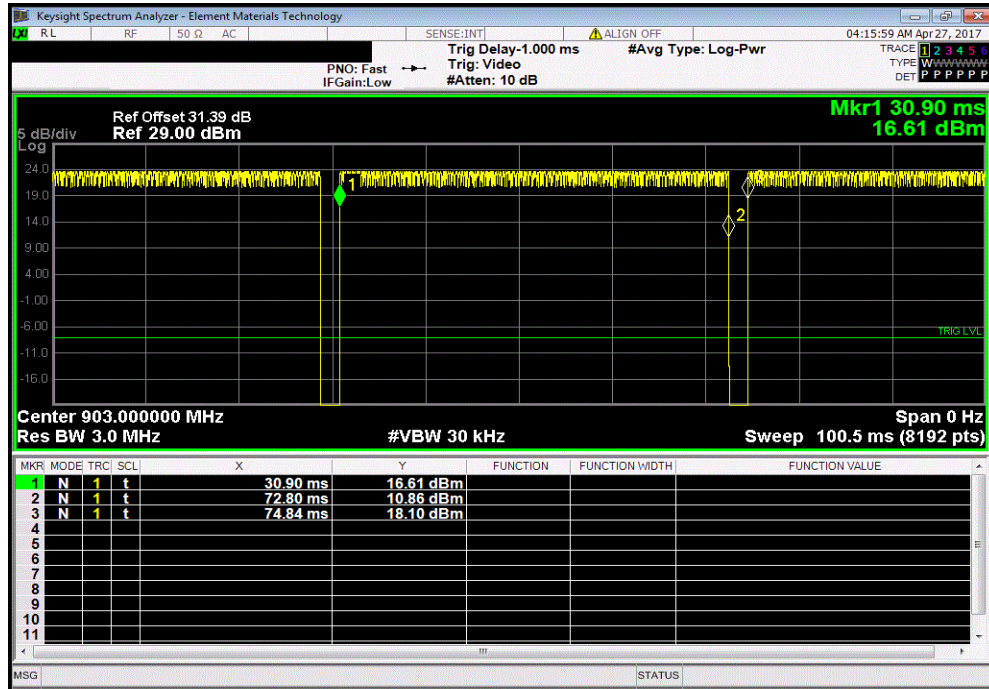 Keysight Spectrum Analyzer - Element Materials Technology
LXI RL RF 50 Ω AC SENSE:INT ALIGN OFF 04:15:59 AM Apr 27, 2017
PNO: Fast
IFGain:Low
Trig Delay-1.000 ms
Trig: Video
#Atten: 10 dB
#Avg Type: Log-Pwr
TRACE 1 2 3 4 5 6
TYPE WWWWWW
DET P P P P P P
Mkr1 30.90 ms
16.61 dBm
Ref Offset 31.39 dB
5 dB/div Ref 29.00 dBm
Log
24.0
19.0
14.0
9.00
4.00
-1.00
-6.00
-11.0
-16.0
1
2
3
TRIG LVL
Center 903.000000 MHz Span 0 Hz
Res BW 3.0 MHz #VBW 30 kHz Sweep 100.5 ms (8192 pts)
MKR MODE TRC SCL X Y FUNCTION FUNCTION WIDTH FUNCTION VALUE
1 N 1 t 30.90 ms 16.61 dBm
2 N 1 t 72.80 ms 10.86 dBm
3 N 1 t 74.84 ms 18.10 dBm
4
5
6
7
8
9
10
11
MSG STATUS